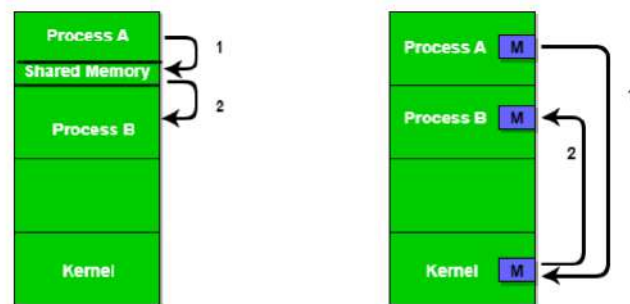 Process A
1
Shared Memory
2
Process B
Kernel
Process A M
Process B M
2
Kernel M